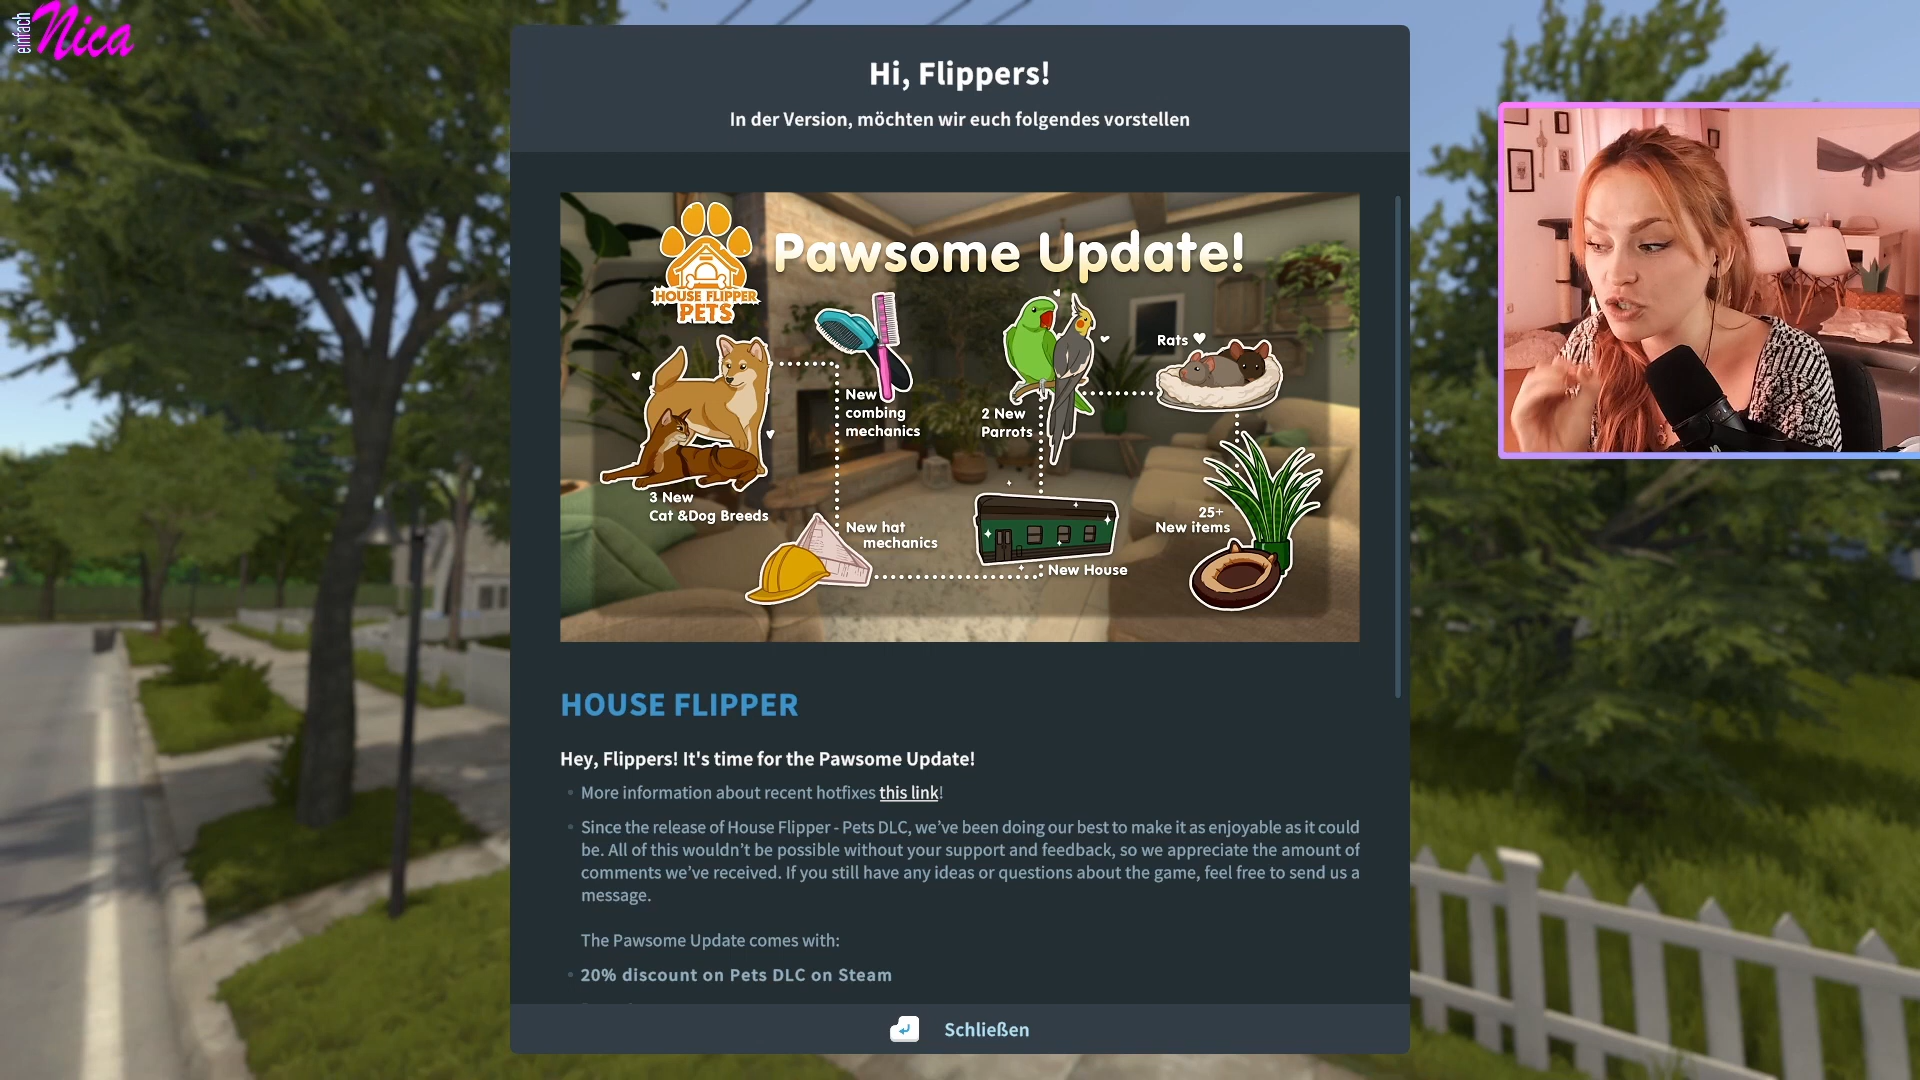 einfach
Nica
Hi, Flippers!
In der Version, möchten wir euch folgendes vorstellen
Pawsome Update!
HOUSE FLIPPER
PETS
Rats
New
combing
mechanics
2 New
Parrots
3 New
Cat &Dog Breeds
New hat
mechanics
25+
New items
New House
HOUSE FLIPPER
Hey, Flippers! It's time for the Pawsome Update!
More information about recent hotfixes this link!
Since the release of House Flipper - Pets DLC, we’ve been doing our best to make it as enjoyable as it could
be. All of this wouldn’t be possible without your support and feedback, so we appreciate the amount of
comments we’ve received. If you still have any ideas or questions about the game, feel free to send us a
message.
The Pawsome Update comes with:
20% discount on Pets DLC on Steam
Schließen